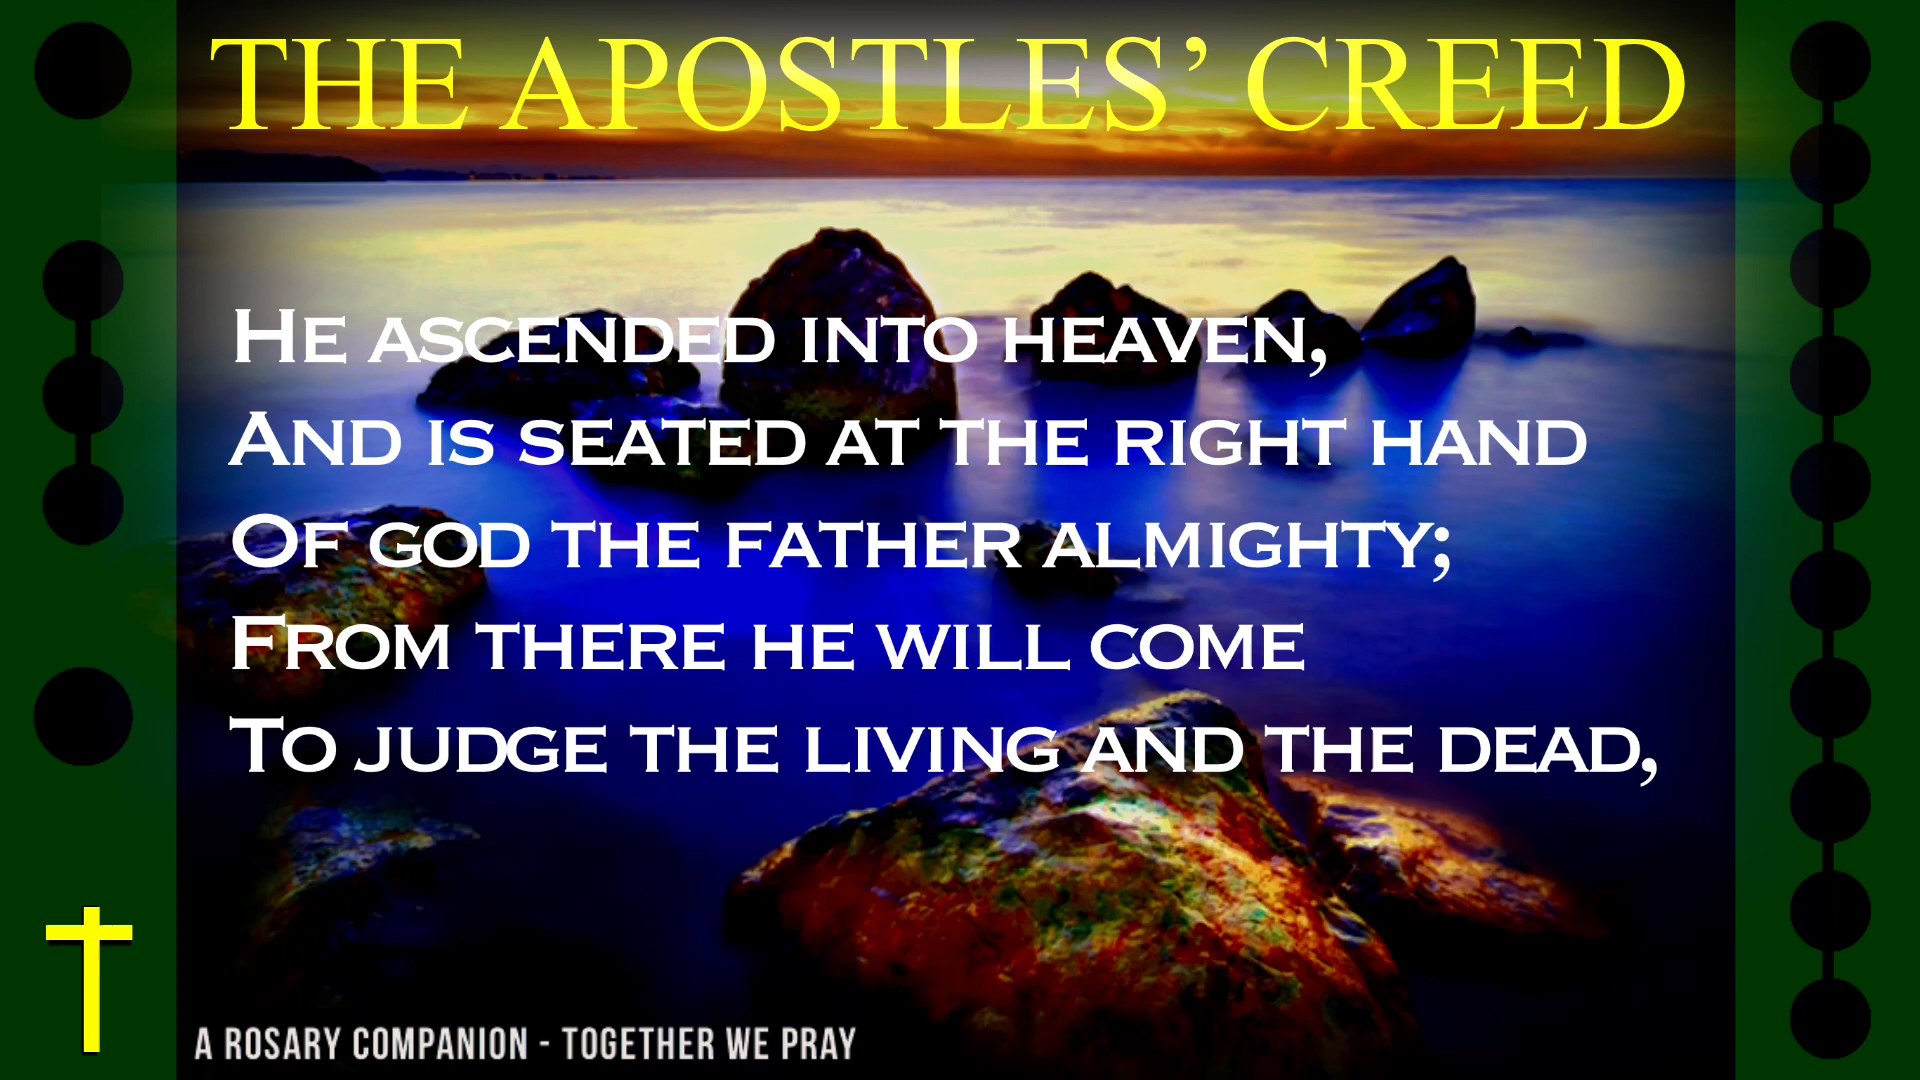 THE APOSTLES’ CREED
He ascended into heaven,
And is seated at the right hand
Of god the father almighty;
From there he will come
To judge the living and the dead,
A ROSARY COMPANION - TOGETHER WE PRAY